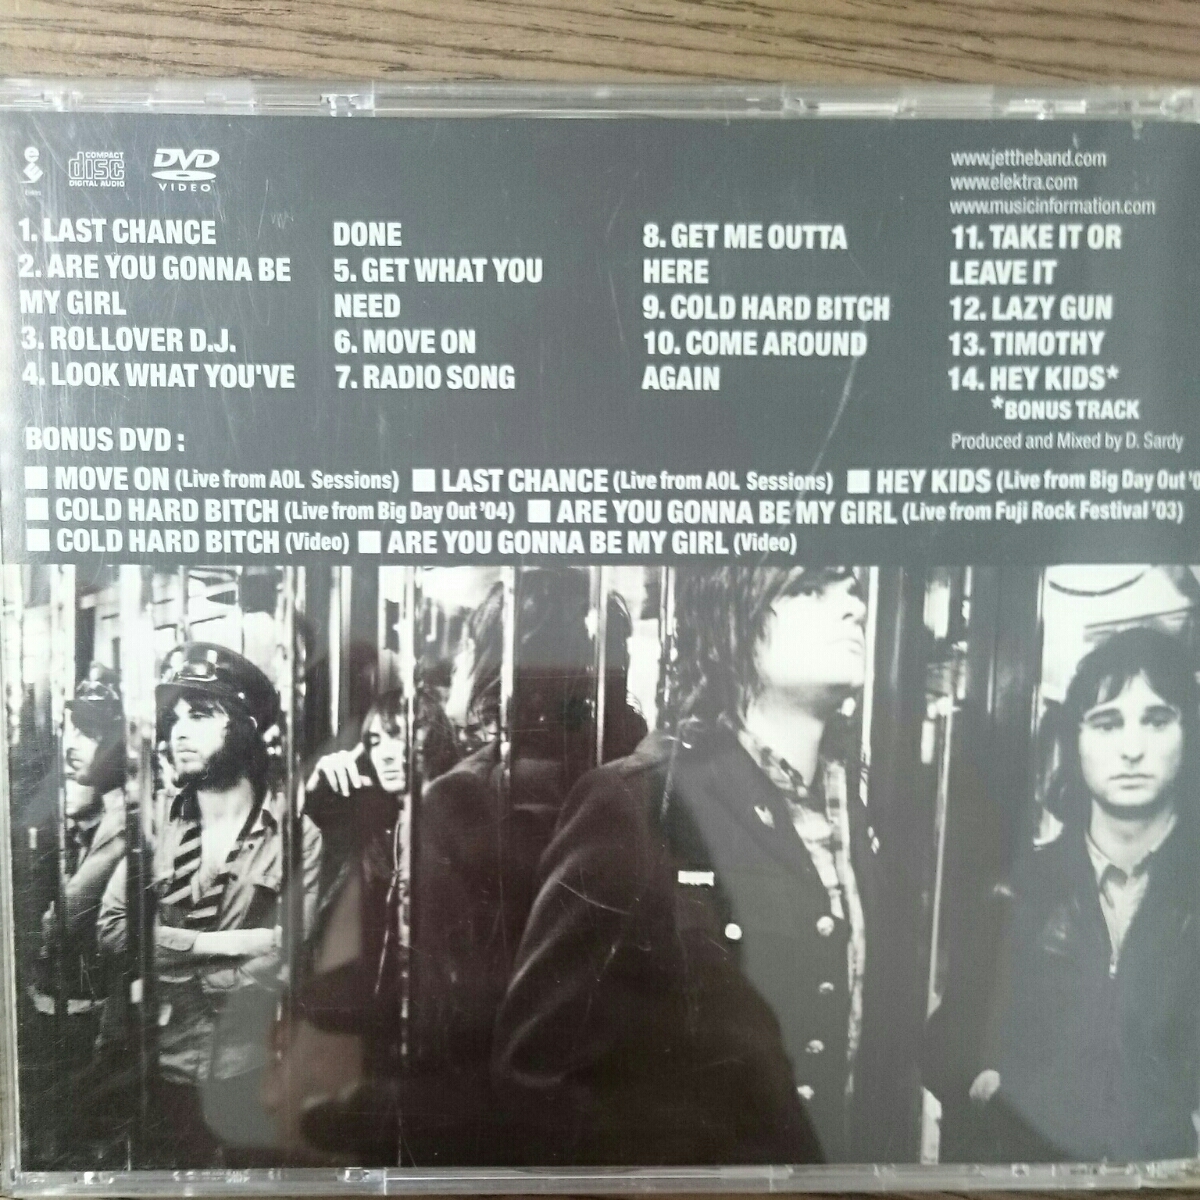 COMPACT
disc
DIGITAL AUDIO
DVD
VIDEO
www.jettheband.com
www.elektra.com
www.musicinformation.com
1. LAST CHANCE
2. ARE YOU GONNA BE
MY GIRL
3. ROLLOVER D.J.
4. LOOK WHAT YOU'VE
DONE
5. GET WHAT YOU
NEED
6. MOVE ON
7. RADIO SONG
8. GET ME OUTTA
HERE
9. COLD HARD BITCH
10. COME AROUND
AGAIN
11. TAKE IT OR
LEAVE IT
12. LAZY GUN
13. TIMOTHY
14. HEY KIDS*
*BONUS TRACK
Produced and Mixed by D. Sardy
BONUS DVD :
■ MOVE ON (Live from AOL Sessions) ■ LAST CHANCE (Live from AOL Sessions) ■ HEY KIDS (Live from Big Day Out
■ COLD HARD BITCH (Live from Big Day Out '04) ■ ARE YOU GONNA BE MY GIRL (Live from Fuji Rock Festival '03)
■ COLD HARD BITCH (Video) ■ ARE YOU GONNA BE MY GIRL (Video)